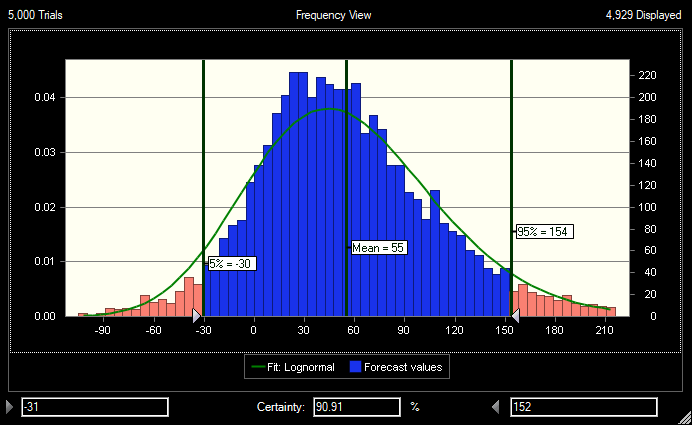 5,000 Trials Frequency View 4,929 Displayed
220
0.04 200
180
160
0.03 140
120
0.02 100
80
95% = 154
Mean = 55
60
5% = -30
0.01 40
20
0.00 0
-90 -60 -30 0 30 60 90 120 150 180 210
Fit: Lognormal Forecast values
-31 Certainty: 90.91 % 152